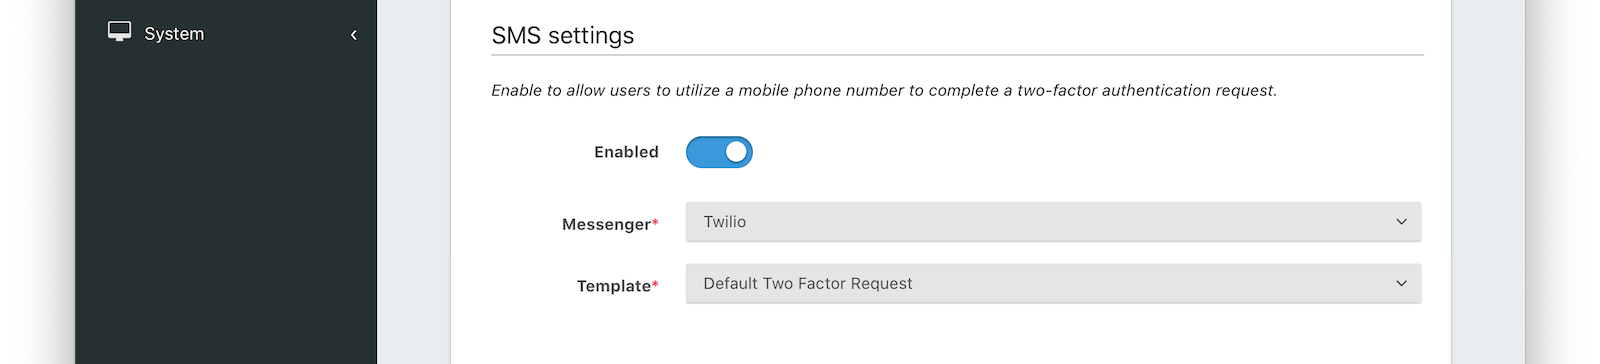 System
SMS settings
Enable to allow users to utilize a mobile phone number to complete a two-factor authentication request.
Enabled
Messenger* Twilio
Template* Default Two Factor Request